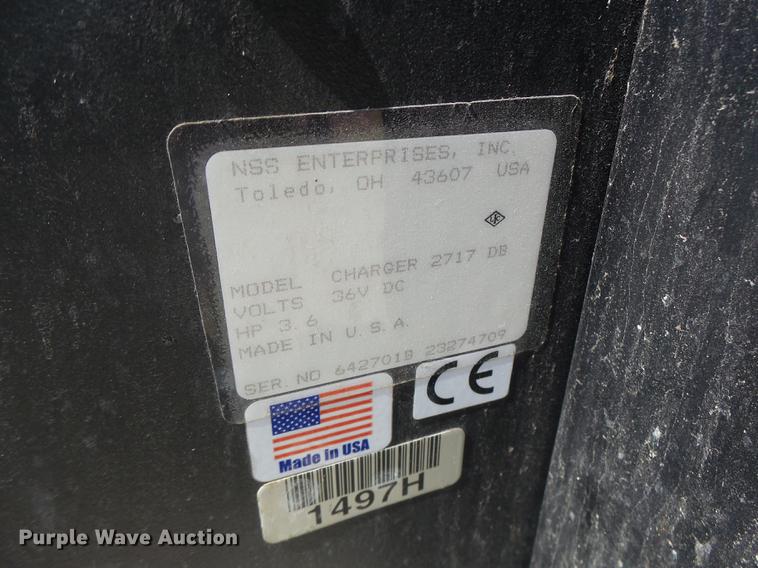 NSS ENTERPRISES, INC.
Toledo, OH 43607 USA
MODEL CHARGER 2717 DB
VOLTS 36V DC
HP 3.6
MADE IN U.S.A.
SER.NO 6427018 23274709
CE
Made in USA
1497H
Purple Wave Auction